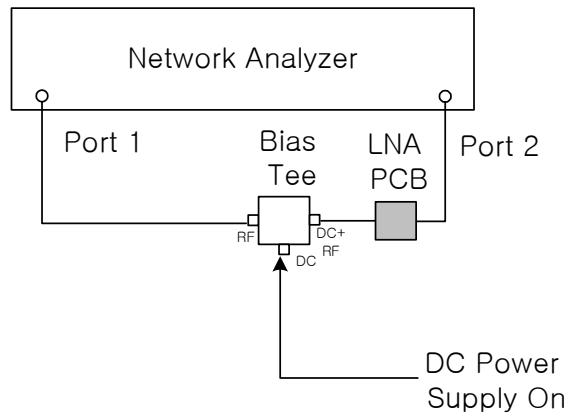 Network Analyzer
Port 1
Bias
Tee
LNA
PCB
Port 2
RF
DC+
RF
DC
DC Power
Supply On